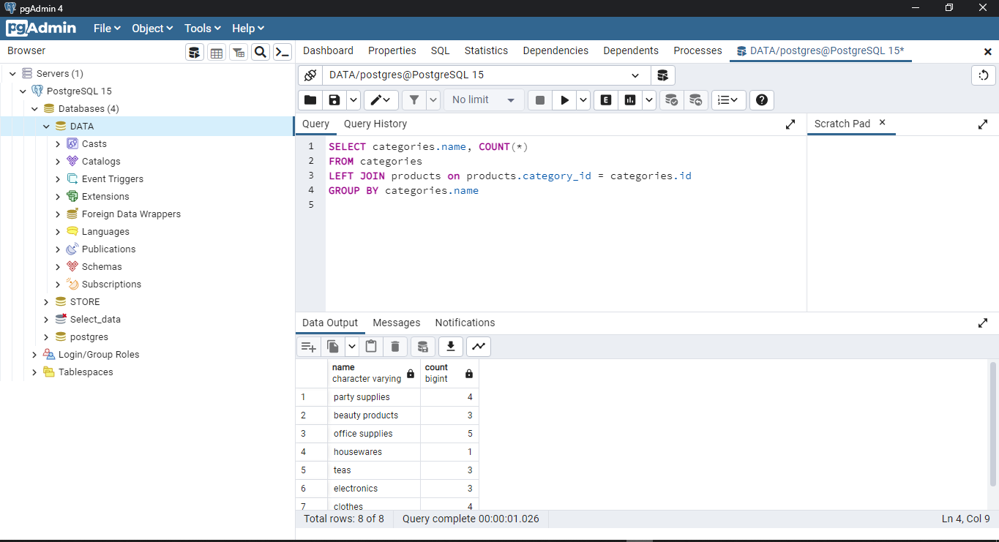 pgAdmin 4
pgAdmin File Object Tools Help
Browser
Dashboard Properties SQL Statistics Dependencies Dependents Processes DATA/postgres@PostgreSQL 15*
Servers (1)
PostgreSQL 15
Databases (4)
DATA
Casts
Catalogs
Event Triggers
Extensions
Foreign Data Wrappers
Languages
Publications
Schemas
Subscriptions
STORE
Select_data
postgres
Login/Group Roles
Tablespaces
DATA/postgres@PostgreSQL 15
No limit E
Query Query History
Scratch Pad
1 SELECT categories.name, COUNT(*)
2 FROM categories
3 LEFT JOIN products on products.category_id = categories.id
4 GROUP BY categories.name
5
Data Output Messages Notifications
name count
character varying bigint
1 party supplies 4
2 beauty products 3
3 office supplies 5
4 housewares 1
5 teas 3
6 electronics 3
7 clothes 4
Total rows: 8 of 8 Query complete 00:00:01.026 Ln 4, Col 9